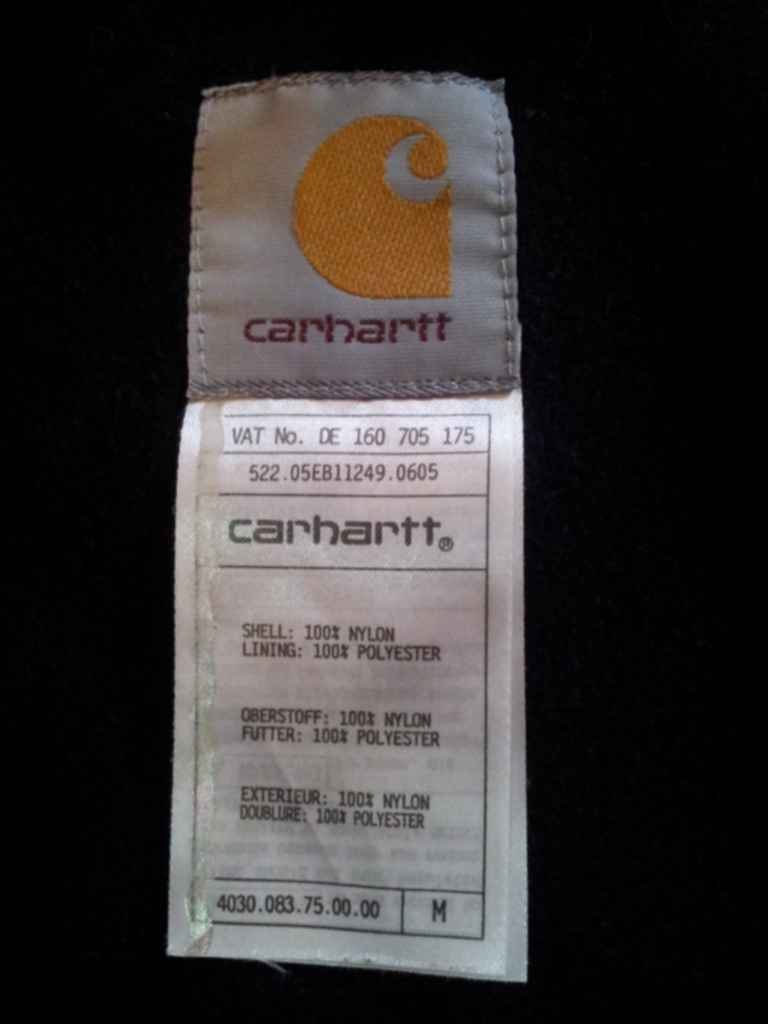 carhartt
VAT No. DE 160 705 175
522.05EB11249.0605
carhartt®
SHELL: 100% NYLON
LINING: 100% POLYESTER
OBERSTOFF: 100% NYLON
FUTTER: 100% POLYESTER
EXTERIEUR: 100% NYLON
DOUBLURE: 100% POLYESTER
4030.083.75.00.00 M